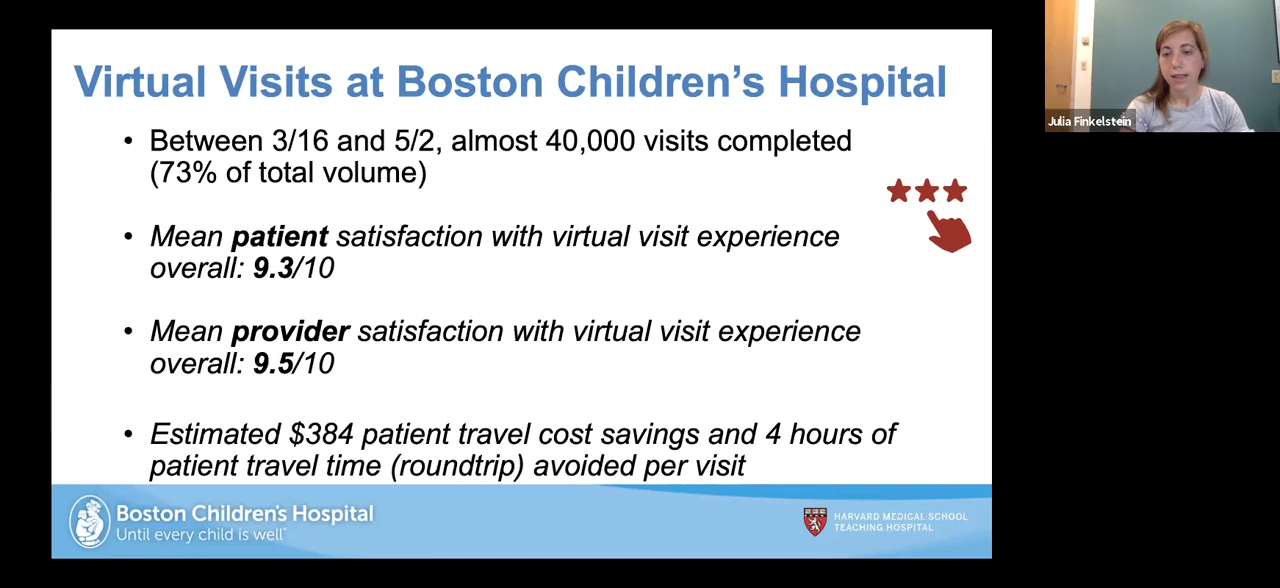 Virtual Visits at Boston Children's Hospital
• Between 3/16 and 5/2, almost 40,000 visits completed
(73% of total volume)
• Mean patient satisfaction with virtual visit experience
overall: 9.3/10
• Mean provider satisfaction with virtual visit experience
overall: 9.5/10
• Estimated $384 patient travel cost savings and 4 hours of
patient travel time (roundtrip) avoided per visit
Boston Children's Hospital
Until every child is well™
HARVARD MEDICAL SCHOOL
TEACHING HOSPITAL
Julia Finkelstein